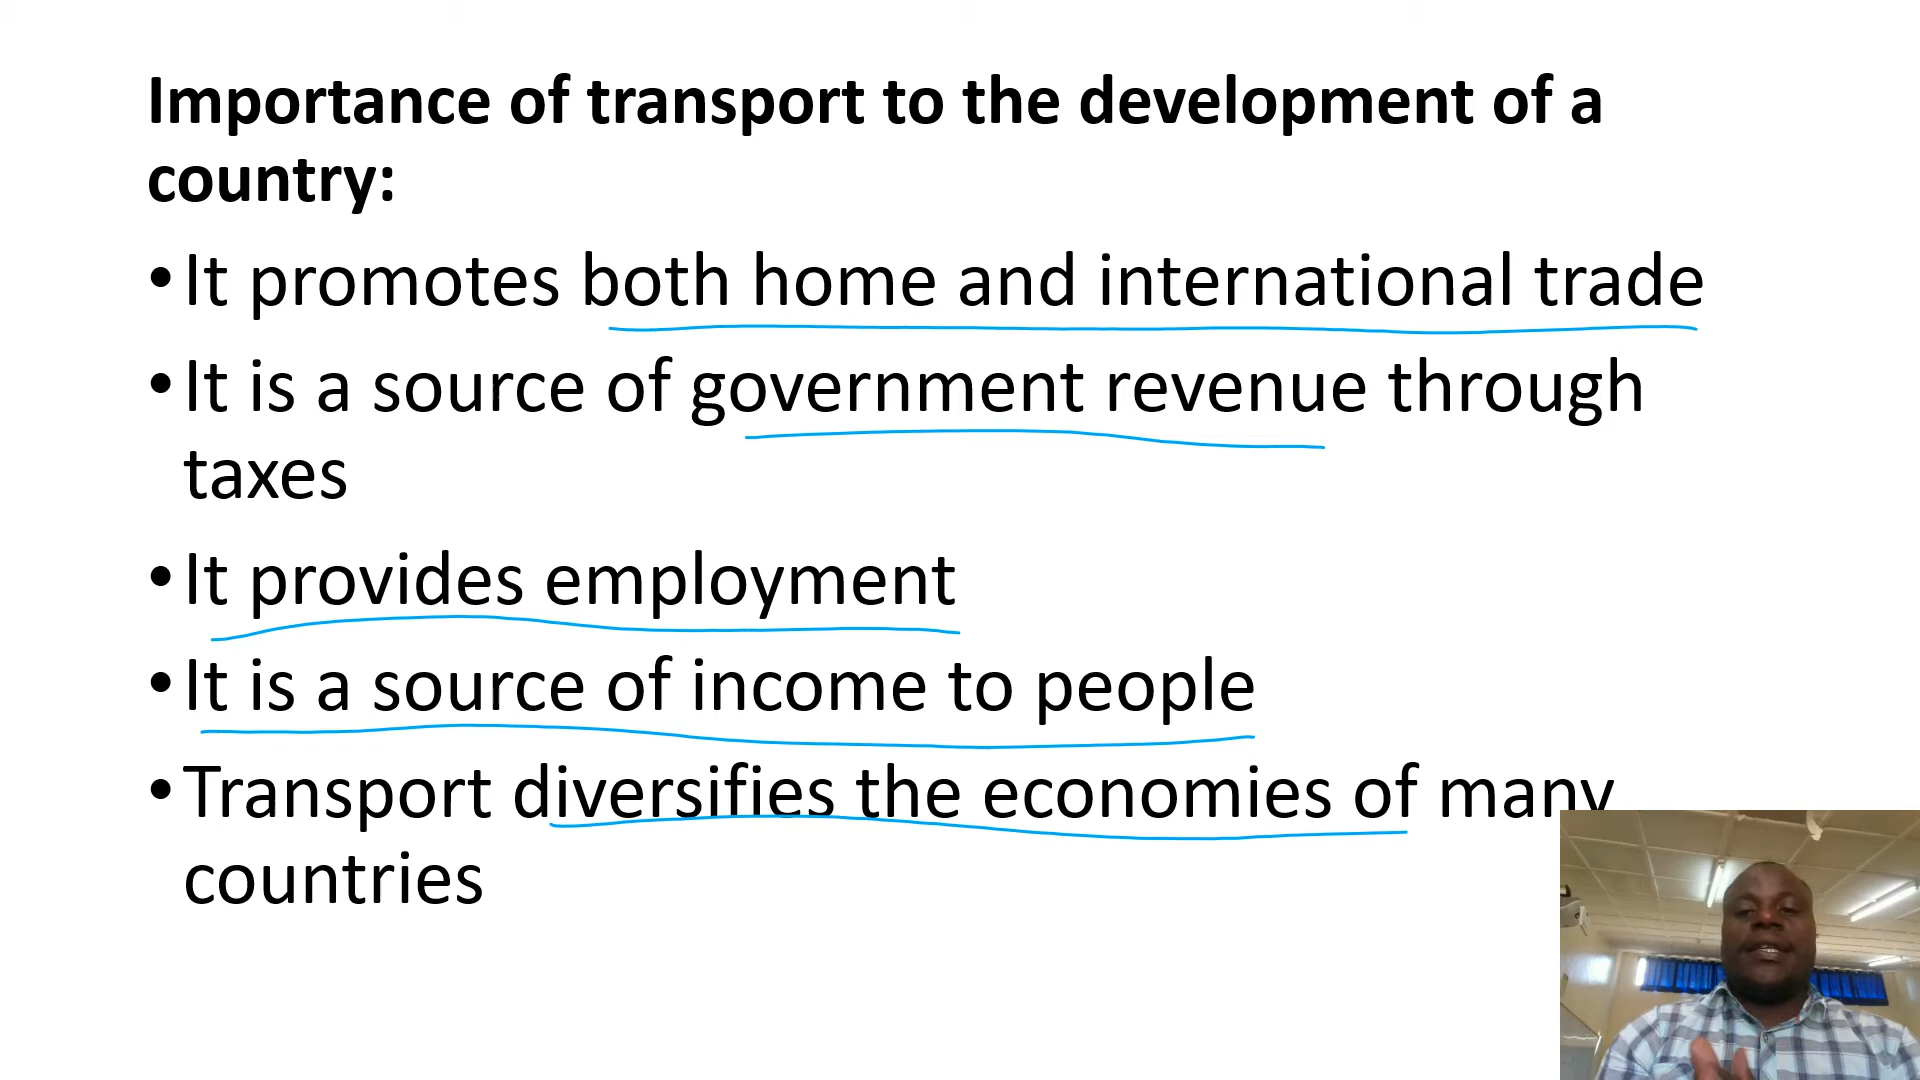 Importance of transport to the development of a
country:
•It promotes both home and international trade
•It is a source of government revenue through
taxes
•It provides employment
•It is a source of income to people
•Transport diversifies the economies of many
countries